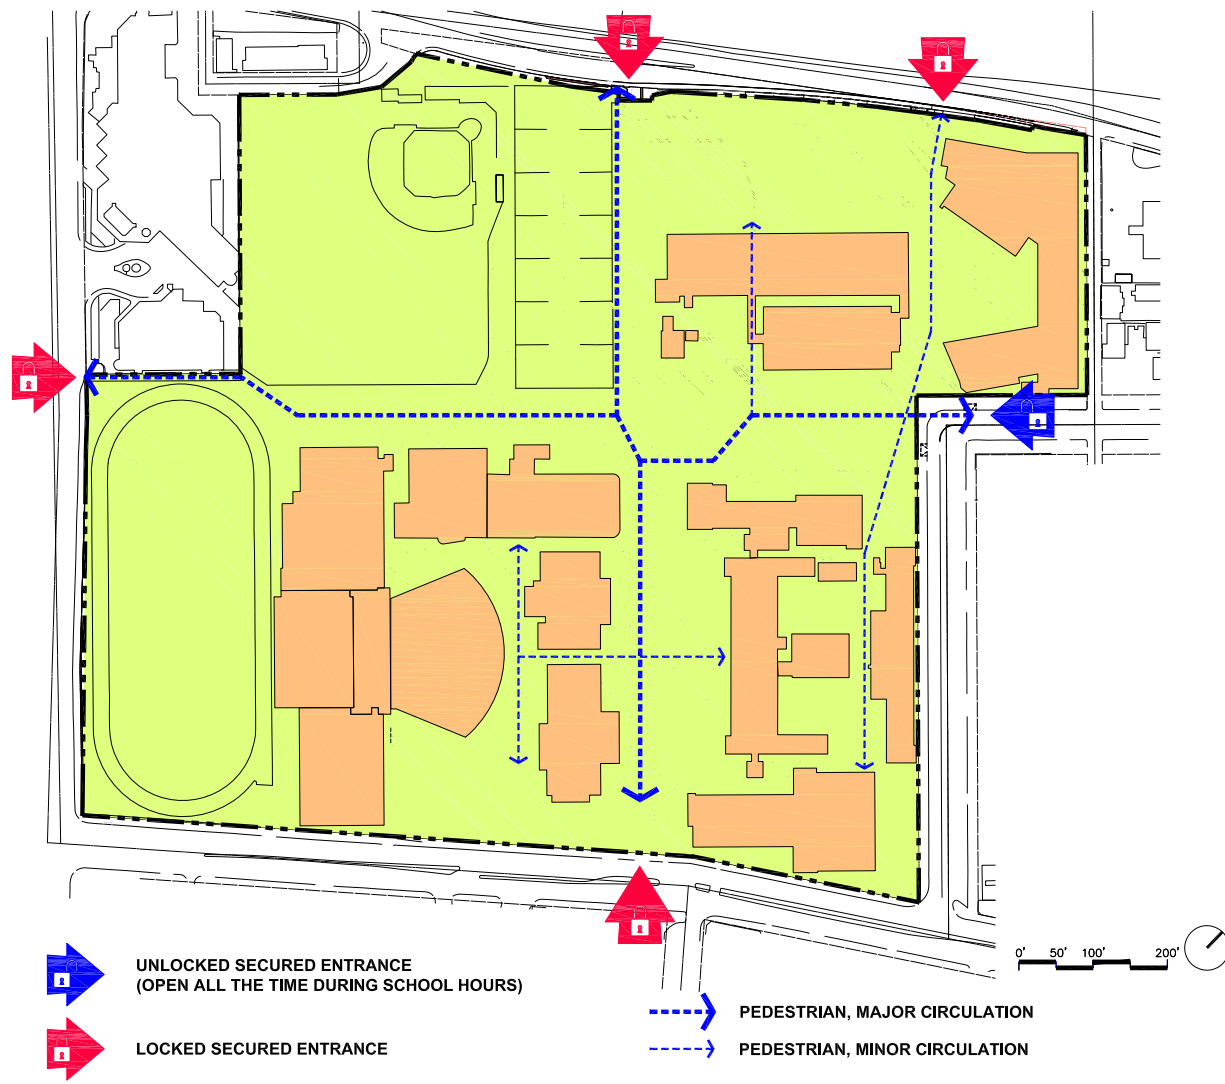 0' 50' 100' 200'
UNLOCKED SECURED ENTRANCE
(OPEN ALL THE TIME DURING SCHOOL HOURS)
LOCKED SECURED ENTRANCE
PEDESTRIAN, MAJOR CIRCULATION
PEDESTRIAN, MINOR CIRCULATION